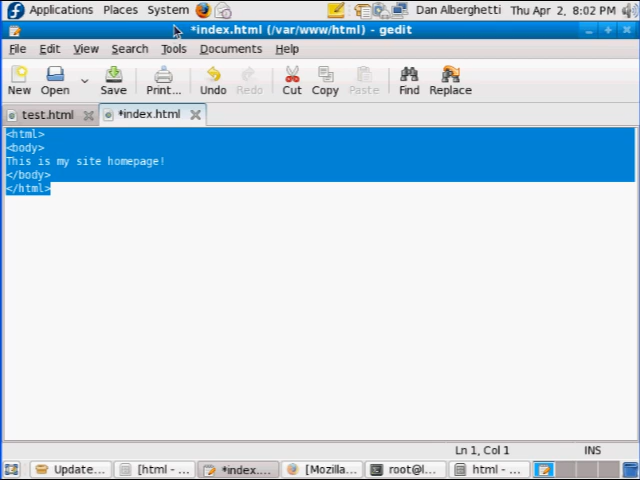 Applications Places System Dan Alberghetti Thu Apr 2, 8:02 PM
*index.html (/var/www/html) - gedit
File Edit View Search Tools Documents Help
New Open Save Print... Undo Redo Cut Copy Paste Find Replace
test.html *index.html
<html>
<body>
This is my site homepage!
</body>
</html>
Ln 1, Col 1 INS
Update... [html - ... *index.... [Mozilla... root@l... html - ...